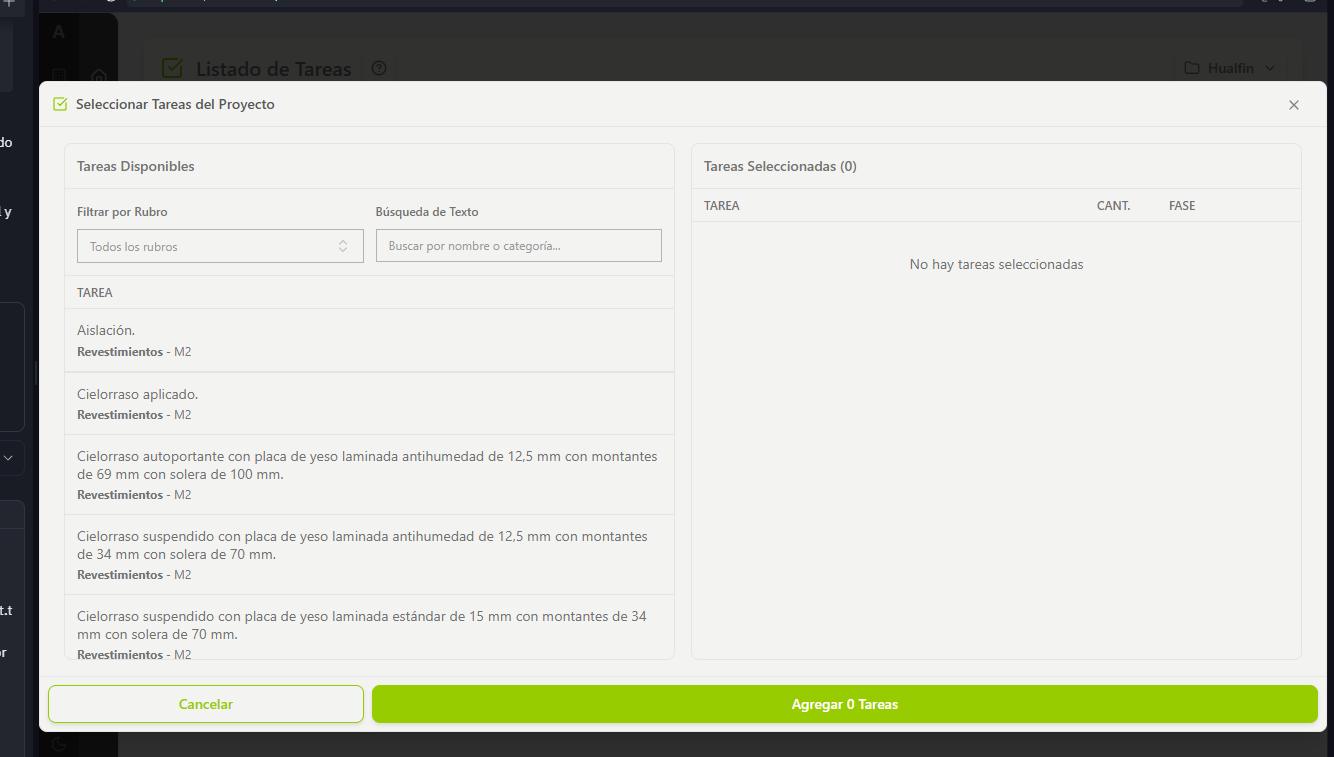 A
Listado de Tareas
Hualfin
do
l y
t.t
or
Seleccionar Tareas del Proyecto
Tareas Disponibles
Filtrar por Rubro
Búsqueda de Texto
Todos los rubros
Buscar por nombre o categoría...
TAREA
Aislación.
Revestimientos - M2
Cielorraso aplicado.
Revestimientos - M2
Cielorraso autoportante con placa de yeso laminada antihumedad de 12,5 mm con montantes
de 69 mm con solera de 100 mm.
Revestimientos - M2
Cielorraso suspendido con placa de yeso laminada antihumedad de 12,5 mm con montantes
de 34 mm con solera de 70 mm.
Revestimientos - M2
Cielorraso suspendido con placa de yeso laminada estándar de 15 mm con montantes de 34
mm con solera de 70 mm.
Revestimientos - M2
Tareas Seleccionadas (0)
TAREA CANT. FASE
No hay tareas seleccionadas
Cancelar
Agregar 0 Tareas